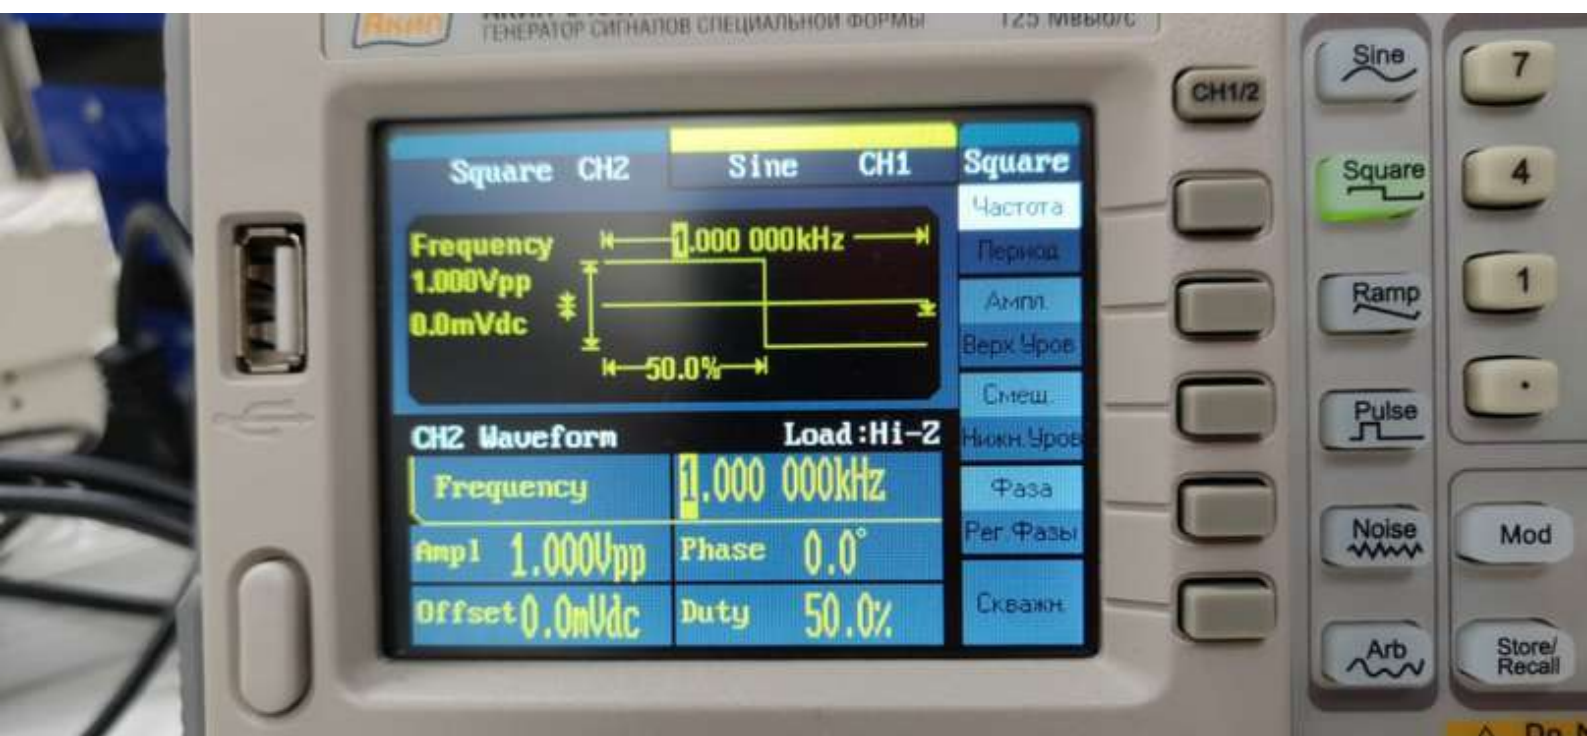 Акип
ГЕНЕРАТОР СИГНАЛОВ СПЕЦИАЛЬНОЙ ФОРМЫ 125 Мвыб/с
Square CH2 Sine CH1 Square
Frequency 1.000 000kHz
1.000Vpp
0.0mVdc
50.0%
CH2 Waveform Load:Hi-Z
Frequency 1.000 000kHz
Ampl 1.000Vpp Phase 0.0°
Offset 0.0mVdc Duty 50.0%
Частота
Период
Ампл.
Верх.Уров
Смещ.
Нижн.Уров
Фаза
Рег.Фазы
Скважн.
CH1/2
Sine
Square
Ramp
Pulse
Noise
Arb
7
4
1
.
Mod
Store/
Recall